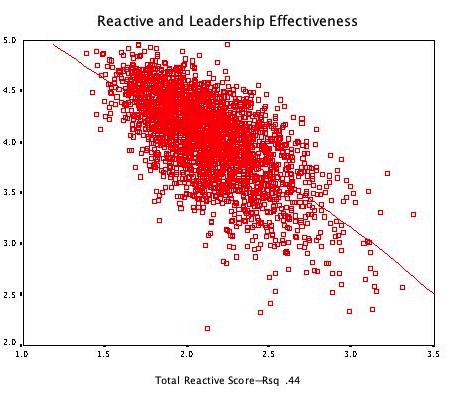 Reactive and Leadership Effectiveness
5.0
4.5
4.0
3.5
3.0
2.5
2.0
1.0 1.5 2.0 2.5 3.0 3.5
Total Reactive Score—Rsq .44